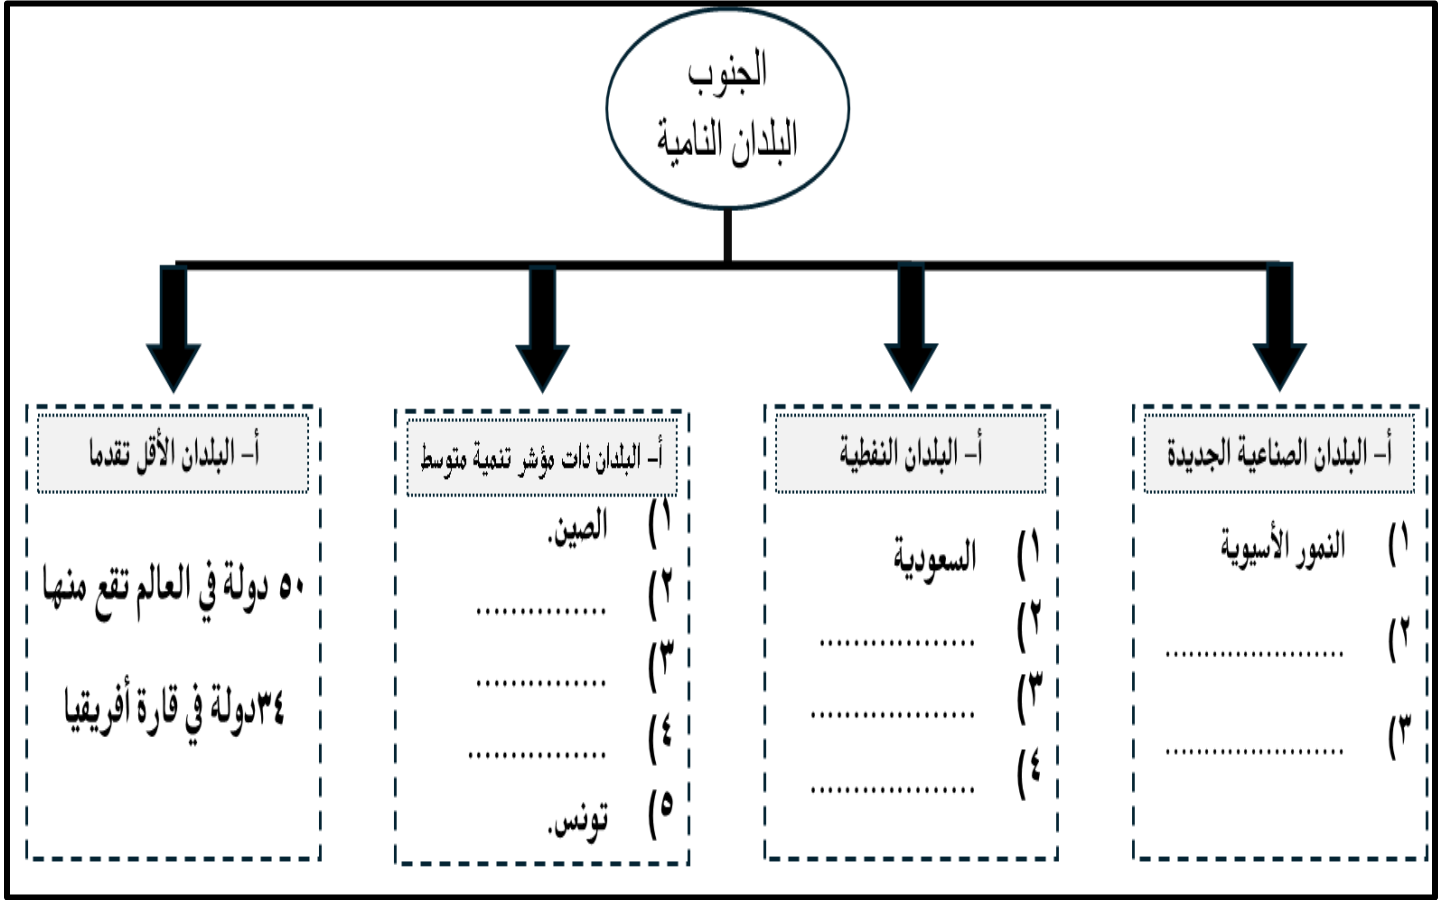 الجنوب
البلدان النامية
أ– البلدان الصناعية الجديدة
١) النمور الأسيوية
٢) ......................
٣) ......................
أ– البلدان النفطية
١) السعودية
٢) ...................
٣) ....................
٤) ....................
أ– البلدان ذات مؤشر تنمية متوسط
١) الصين.
٢) ................
٣) ................
٤) .................
٥) تونس.
أ– البلدان الأقل تقدما
٥٠ دولة في العالم تقع منها
٣٤دولة في قارة أفريقيا